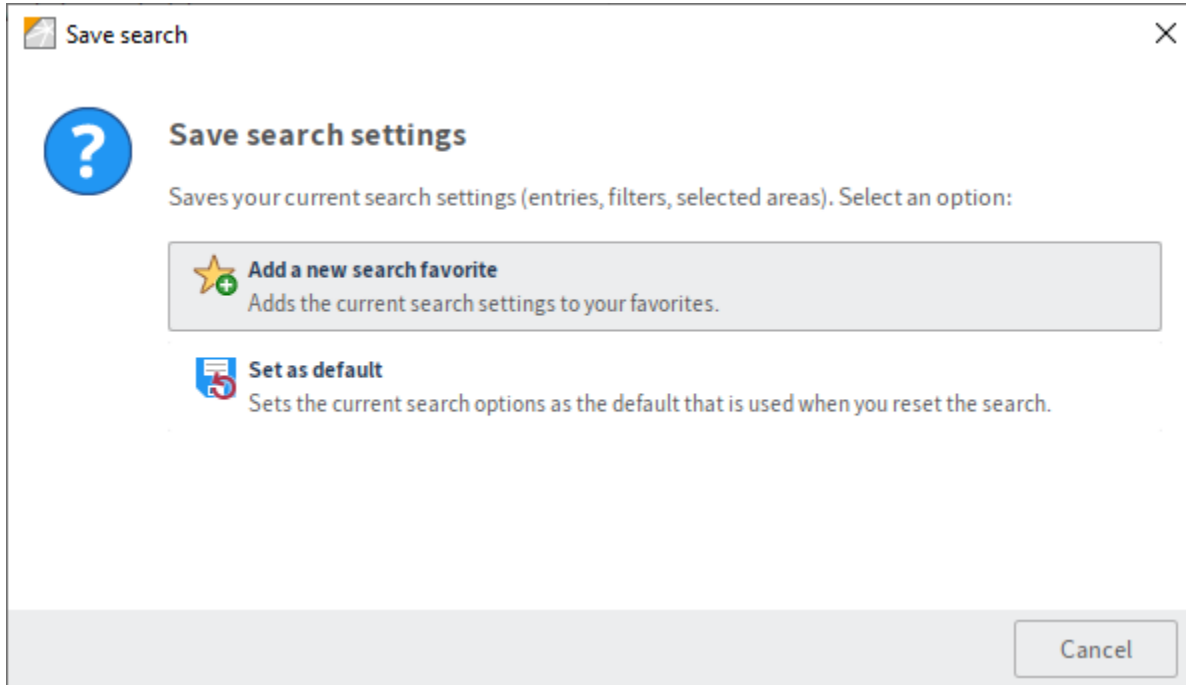 Save search
Save search settings
Saves your current search settings (entries, filters, selected areas). Select an option:
Add a new search favorite
Adds the current search settings to your favorites.
Set as default
Sets the current search options as the default that is used when you reset the search.
Cancel